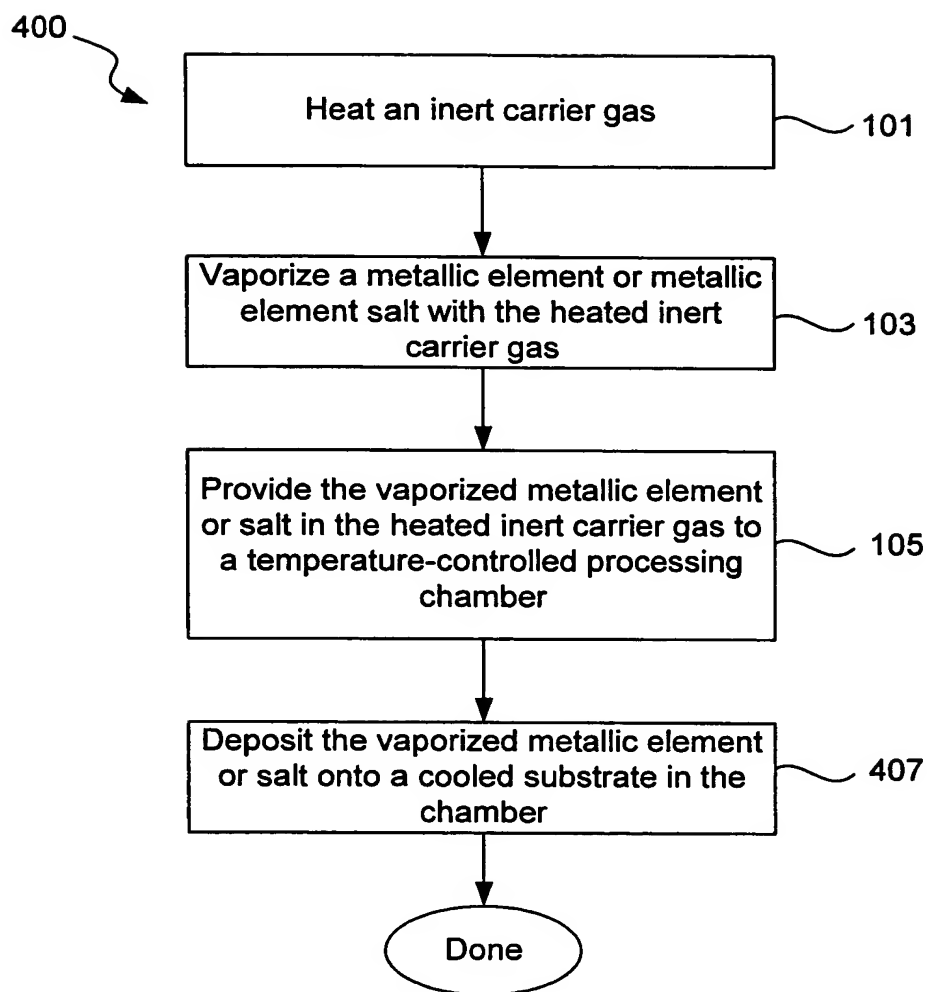 400
Heat an inert carrier gas
101
Vaporize a metallic element or metallic
element salt with the heated inert
carrier gas
103
Provide the vaporized metallic element
or salt in the heated inert carrier gas to
a temperature-controlled processing
chamber
105
Deposit the vaporized metallic element
or salt onto a cooled substrate in the
chamber
407
Done